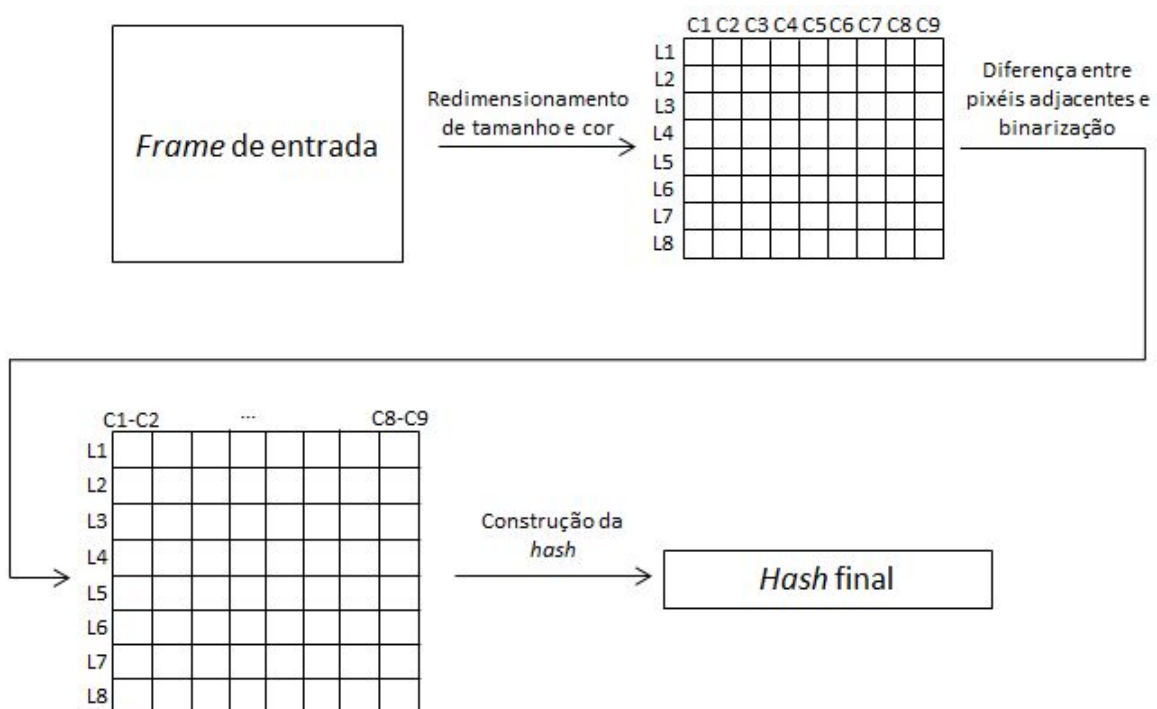 Frame de entrada
Redimensionamento
de tamanho e cor
C1 C2 C3 C4 C5 C6 C7 C8 C9
L1
L2
L3
L4
L5
L6
L7
L8
Diferença entre
pixéis adjacentes e
binarização
C1-C2 ... C8-C9
L1
L2
L3
L4
L5
L6
L7
L8
Construção da
hash
Hash final